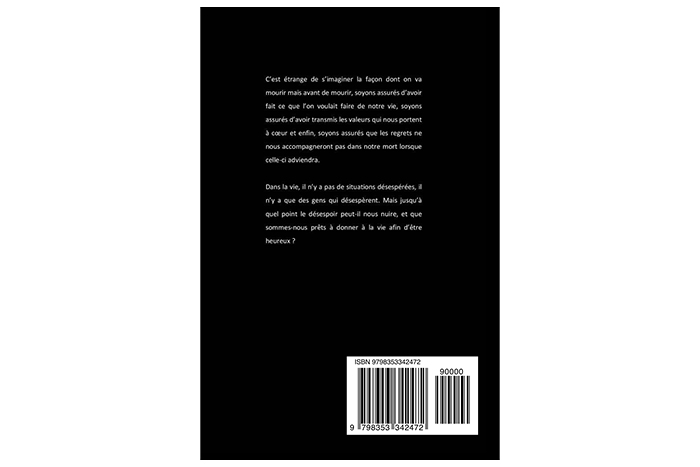 C'est étrange de s'imaginer la façon dont on va
mourir mais avant de mourir, soyons assurés d'avoir
fait ce que l'on voulait faire de notre vie, soyons
assurés d'avoir transmis les valeurs qui nous portent
à cœur et enfin, soyons assurés que les regrets ne
nous accompagneront pas dans notre mort lorsque
celle-ci adviendra.
Dans la vie, il n'y a pas de situations désespérées, il
n'y a que des gens qui désespèrent. Mais jusqu'à
quel point le désespoir peut-il nous nuire, et que
sommes-nous prêts à donner à la vie afin d'être
heureux ?
ISBN 9798353342472
90000
9 798353 342472